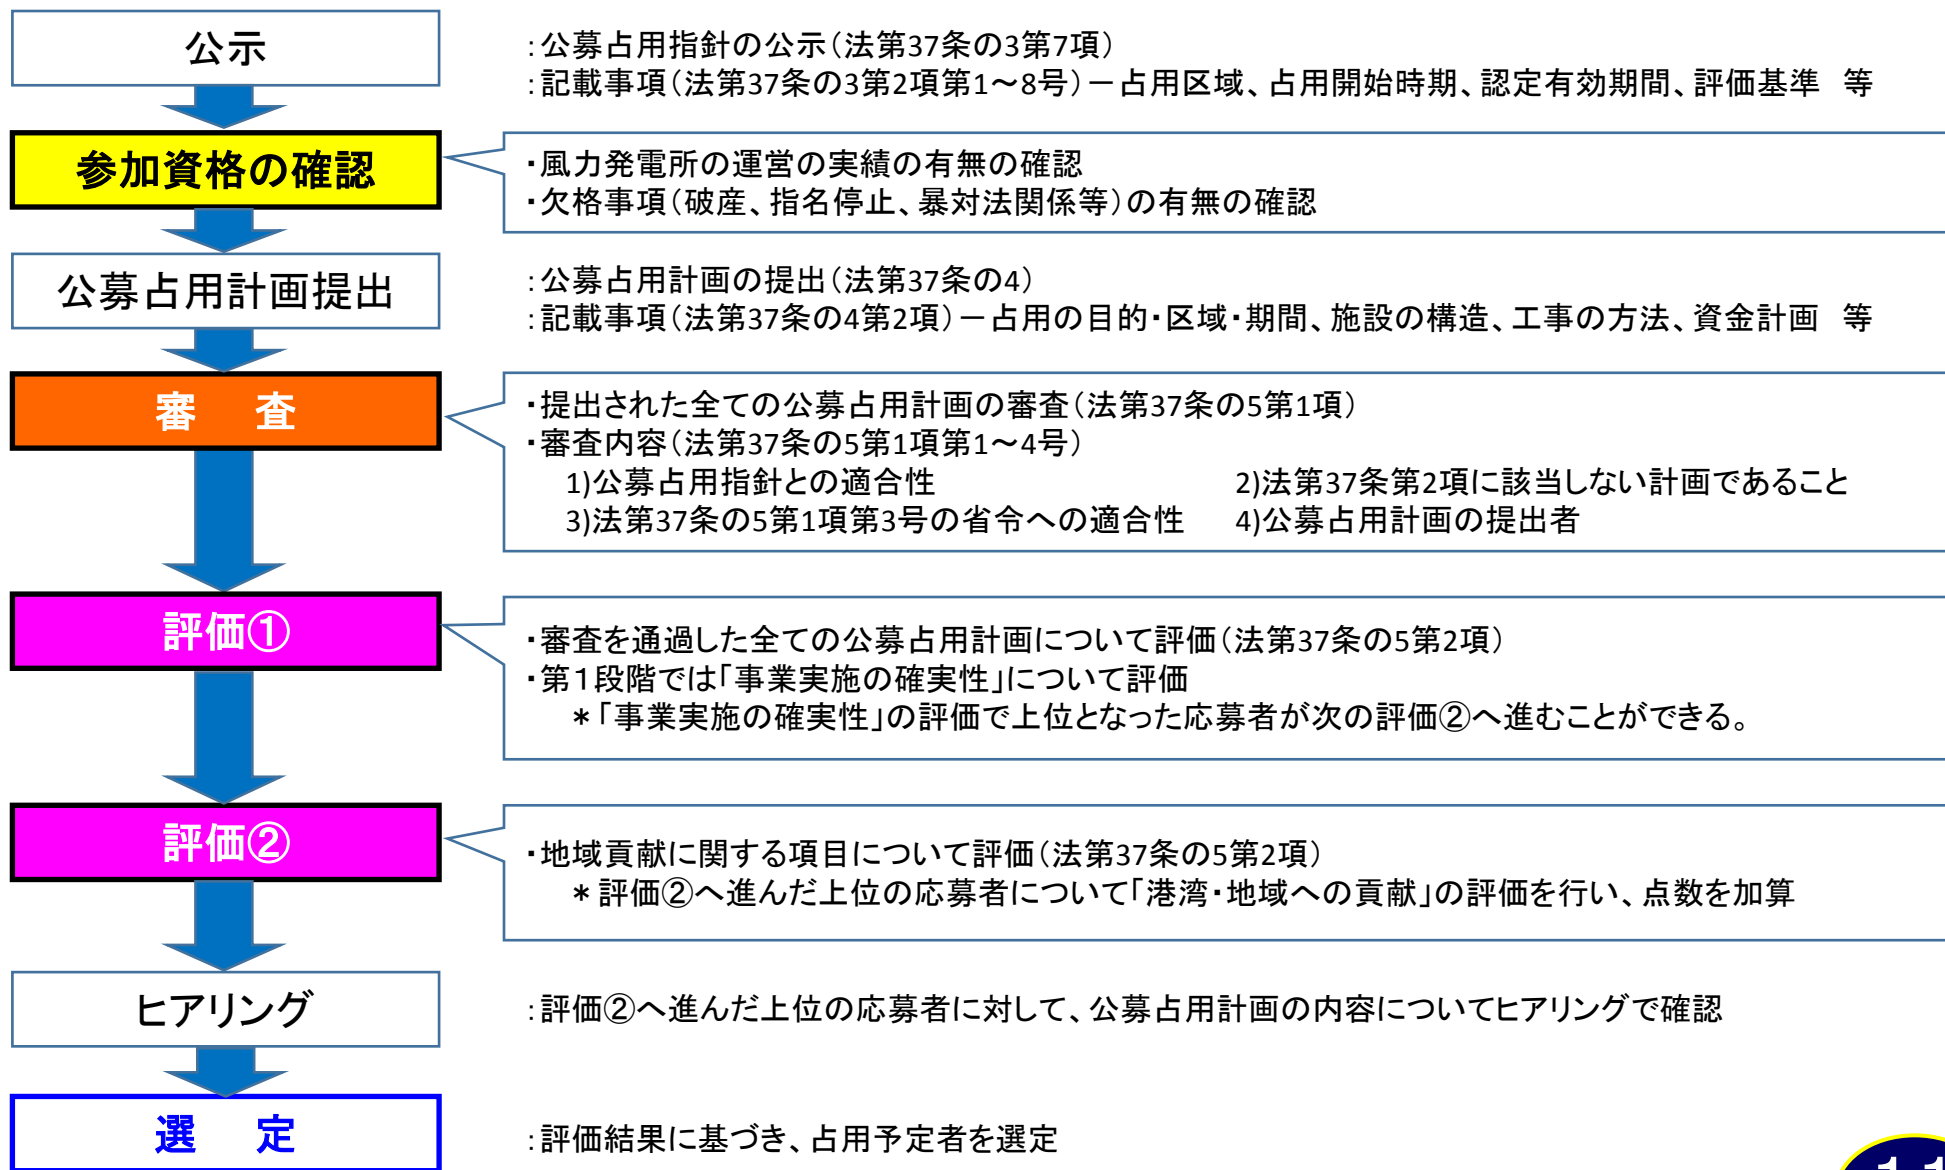 公示
:公募占用指針の公示(法第37条の3第7項)
:記載事項(法第37条の3第2項第1～8号)－占用区域、占用開始時期、認定有効期間、評価基準　等
参加資格の確認
・風力発電所の運営の実績の有無の確認
・欠格事項(破産、指名停止、暴対法関係等)の有無の確認
公募占用計画提出
:公募占用計画の提出(法第37条の4)
:記載事項(法第37条の4第2項)－占用の目的・区域・期間、施設の構造、工事の方法、資金計画　等
審　査
・提出された全ての公募占用計画の審査(法第37条の5第1項)
・審査内容(法第37条の5第1項第1～4号)
1)公募占用指針との適合性　2)法第37条第2項に該当しない計画であること
3)法第37条の5第1項第3号の省令への適合性　4)公募占用計画の提出者
評価①
・審査を通過した全ての公募占用計画について評価(法第37条の5第2項)
・第１段階では「事業実施の確実性」について評価
＊「事業実施の確実性」の評価で上位となった応募者が次の評価②へ進むことができる。
評価②
・地域貢献に関する項目について評価(法第37条の5第2項)
＊評価②へ進んだ上位の応募者について「港湾・地域への貢献」の評価を行い、点数を加算
ヒアリング
:評価②へ進んだ上位の応募者に対して、公募占用計画の内容についてヒアリングで確認
選　定
:評価結果に基づき、占用予定者を選定
11